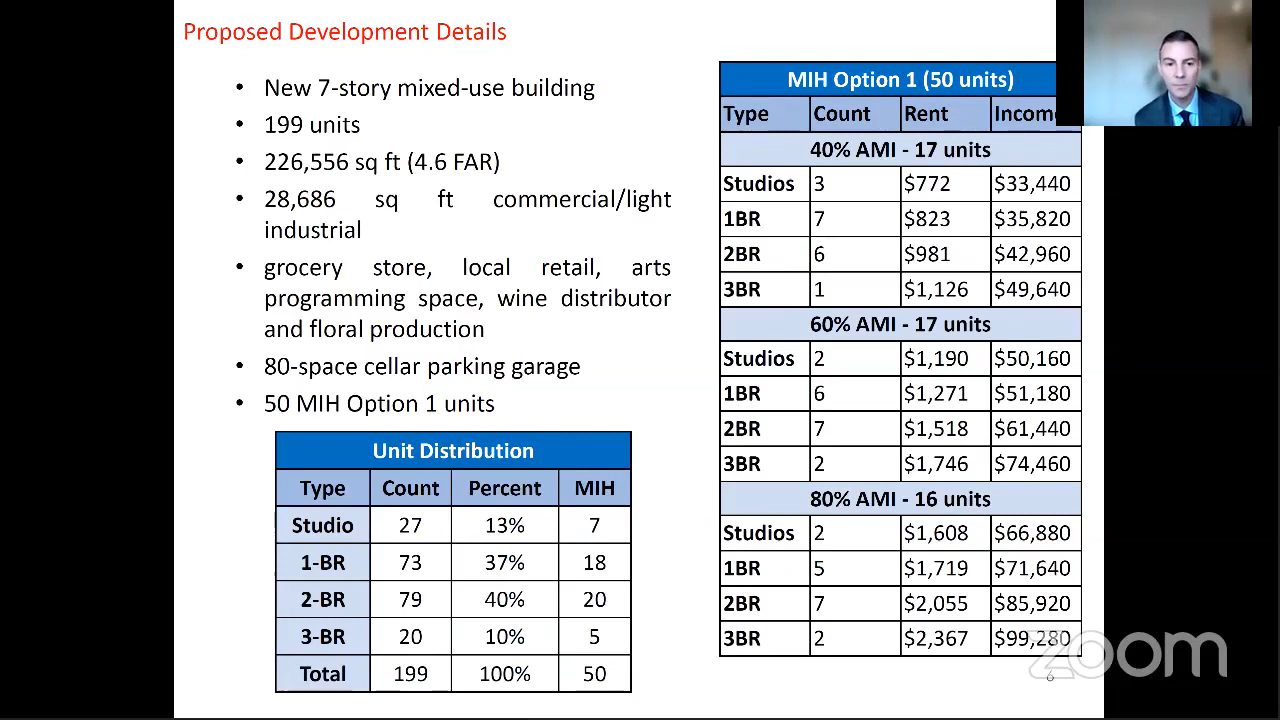 Proposed Development Details
• New 7-story mixed-use building
• 199 units
• 226,556 sq ft (4.6 FAR)
• 28,686 sq ft commercial/light
industrial
• grocery store, local retail, arts
programming space, wine distributor
and floral production
• 80-space cellar parking garage
• 50 MIH Option 1 units
Unit Distribution
Type Count Percent MIH
Studio 27 13% 7
1-BR 73 37% 18
2-BR 79 40% 20
3-BR 20 10% 5
Total 199 100% 50
MIH Option 1 (50 units)
Type Count Rent Income
40% AMI - 17 units
Studios 3 $772 $33,440
1BR 7 $823 $35,820
2BR 6 $981 $42,960
3BR 1 $1,126 $49,640
60% AMI - 17 units
Studios 2 $1,190 $50,160
1BR 6 $1,271 $51,180
2BR 7 $1,518 $61,440
3BR 2 $1,746 $74,460
80% AMI - 16 units
Studios 2 $1,608 $66,880
1BR 5 $1,719 $71,640
2BR 7 $2,055 $85,920
3BR 2 $2,367 $99,280
zoom
6